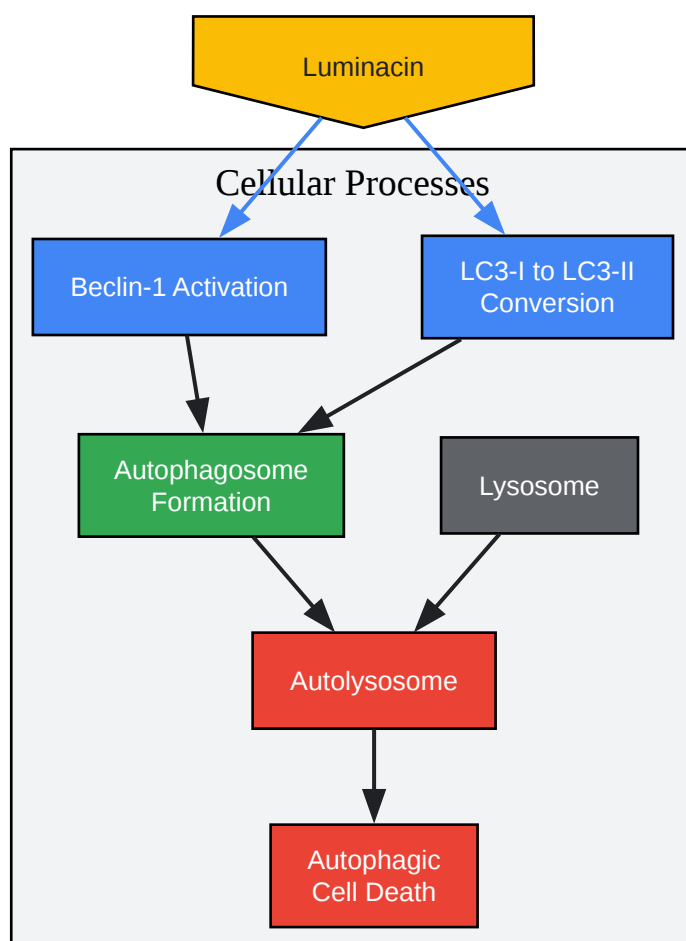 Luminacin
Cellular Processes
Beclin-1 Activation
LC3-I to LC3-II
Conversion
Autophagosome
Formation
Lysosome
Autolysosome
Autophagic
Cell Death